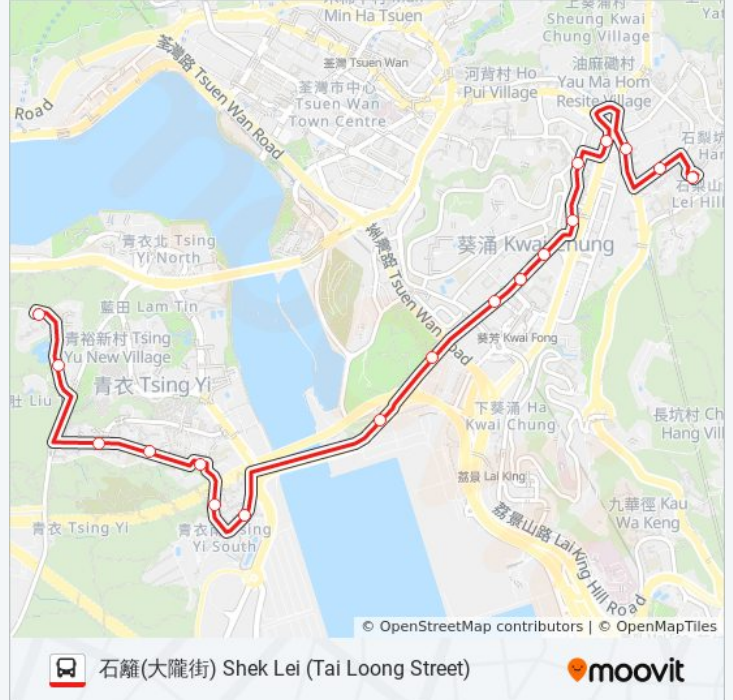 Min Ha Tsuen
Sheung Kwai
Chung Village
荃灣路 Tsuen Wan Road
荃灣 Tsuen Wan
荃灣市中心
Tsuen Wan
Town Centre
河背村 Ho
Pui Village
油麻磡村
Yau Ma Hom
Resite Village
Road
石梨坑
石梨山
Lei Hill
青衣北 Tsing
Yi North
荃灣路 Tsuen Wan Road
葵涌 Kwai Chung
藍田 Lam Tin
青裕新村 Tsing
Yu New Village
葵芳 Kwai Fong
青衣 Tsing Yi
肚 Liu
下葵涌 Ha
Kwai Chung
長坑村 Ch
Hang Vill
荔景 Lai King
荔景山路 Lai King Hill Road
九華徑 Kau
Wa Keng
青衣 Tsing Yi
青衣南 Tsing
Yi South
© OpenStreetMap contributors | © OpenMapTiles
石籬(大隴街) Shek Lei (Tai Loong Street)
moovit